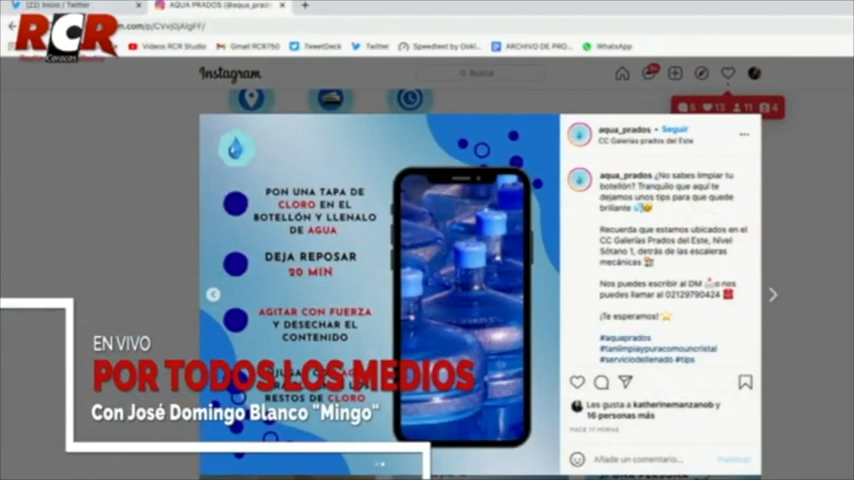 (22) Inicio / Twitter
AQUA PRADOS (@aqua_prados
RCR
Radio Caracas Radio
Videos RCR Studio
Gmail RCR750
TweetDeck
Twitter
Speedtest by Ookl...
ARCHIVO DE PRO...
WhatsApp
Instagram
Busca
5
13
11
4
PON UNA TAPA DE
CLORO EN EL
BOTELLÓN Y LLENALO
DE AGUA
DEJA REPOSAR
20 MIN
AGITAR CON FUERZA
Y DESECHAR EL
CONTENIDO
RESTOS DE CLORO
aqua_prados • Seguir
CC Galerías prados del Este
aqua_prados ¿No sabes limpiar tu
botellón? Tranquilo que aquí te
dejamos unos tips para que quede
brillante 💦🤩
Recuerda que estamos ubicados en el
CC Galerías Prados del Este, Nivel
Sótano 1, detrás de las escaleras
mecánicas
Nos puedes escribir al DM o nos
puedes llamar al 02129790424
¡Te esperamos!⭐
#aquaprados
#tanlimpiaypuracomouncristal
#serviciodellenado #tips
Les gusta a katherinemanzanob y
16 personas más
HACE 17 HORAS
Añade un comentario...
Publicar
EN VIVO
POR TODOS LOS MEDIOS
Con José Domingo Blanco "Mingo"